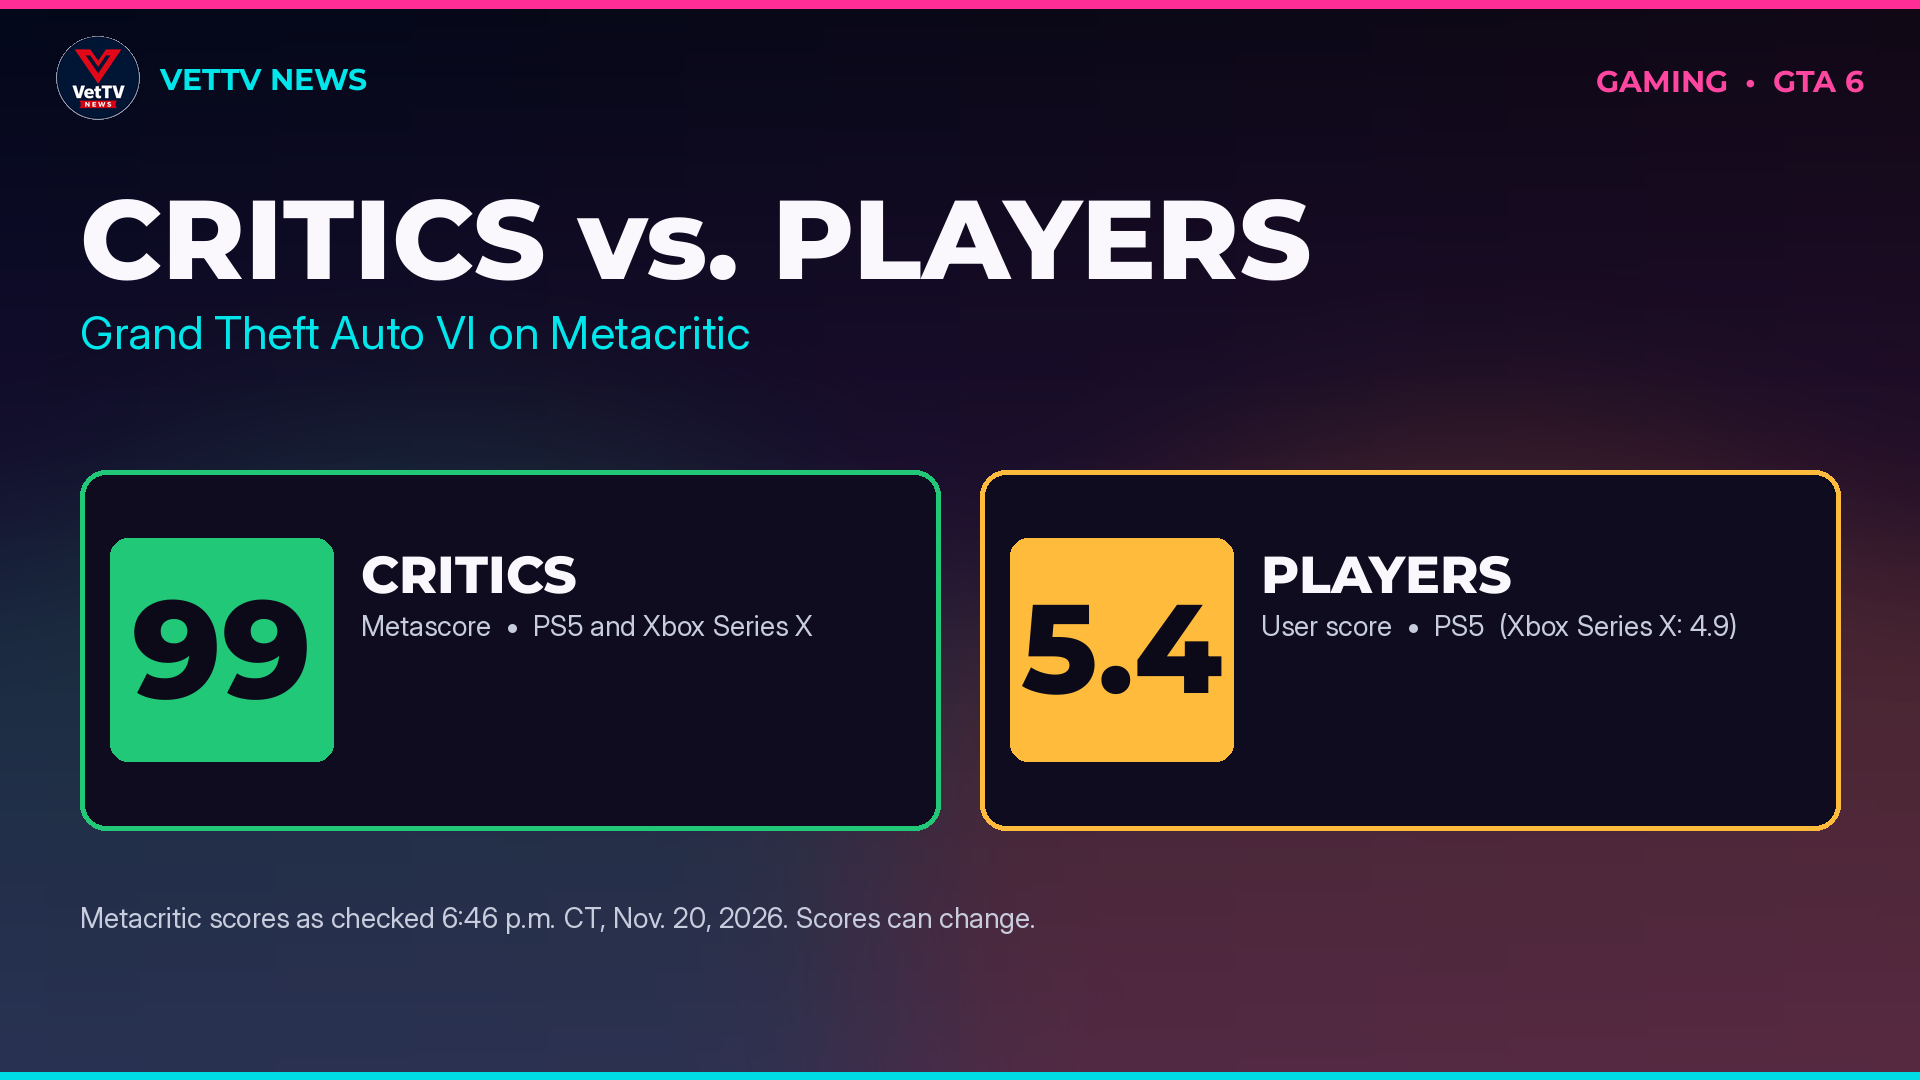 VetTV
NEWS
VETTV NEWS
GAMING • GTA 6
CRITICS vs. PLAYERS
Grand Theft Auto VI on Metacritic
99
CRITICS
Metascore • PS5 and Xbox Series X
5.4
PLAYERS
User score • PS5 (Xbox Series X: 4.9)
Metacritic scores as checked 6:46 p.m. CT, Nov. 20, 2026. Scores can change.